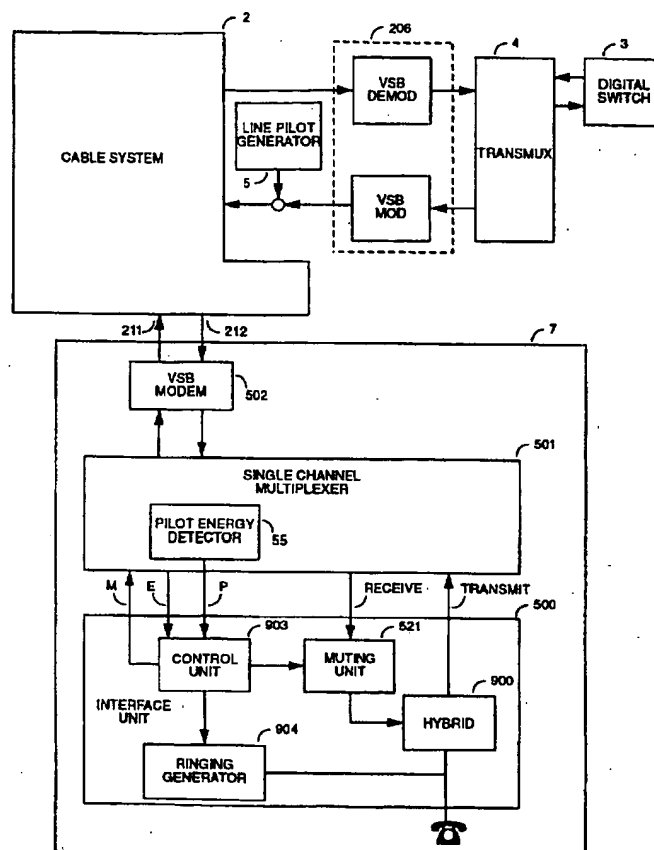 2
206
4
3
VSB
DEMOD
DIGITAL
SWITCH
LINE PILOT
GENERATOR
5
TRANSMUX
CABLE SYSTEM
VSB
MOD
211
212
7
VSB
MODEM
502
501
SINGLE CHANNEL
MULTIPLEXER
PILOT ENERGY
DETECTOR
55
M
E
P
RECEIVE
TRANSMIT
500
903
521
CONTROL
UNIT
MUTING
UNIT
900
INTERFACE
UNIT
HYBRID
904
RINGING
GENERATOR